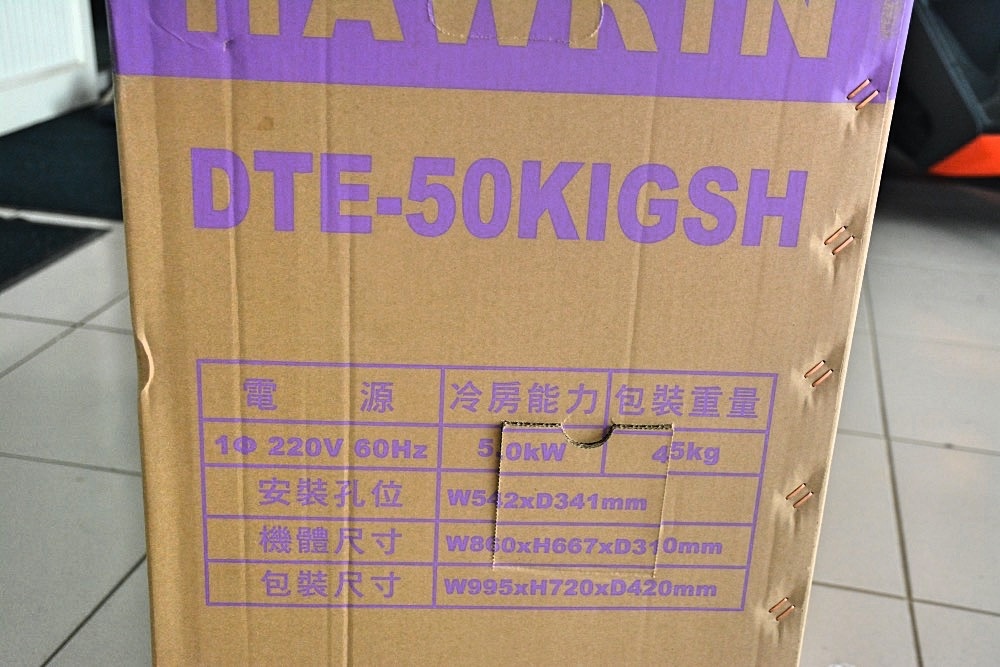 HAWRIN
DTE-50KIGSH
電 源 冷房能力 包裝重量
1Φ 220V 60Hz 5.0kW 45kg
安裝孔位 W542xD341mm
機體尺寸 W860xH667xD310mm
包裝尺寸 W995xH720xD420mm